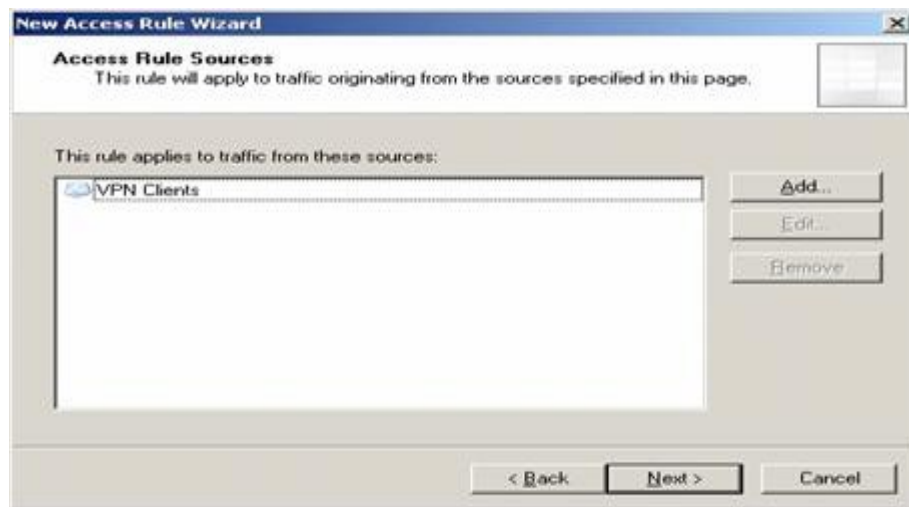 New Access Rule Wizard
Access Rule Sources
This rule will apply to traffic originating from the sources specified in this page.
This rule applies to traffic from these sources:
VPN Clients
Add...
Edit...
Remove
< Back
Next >
Cancel